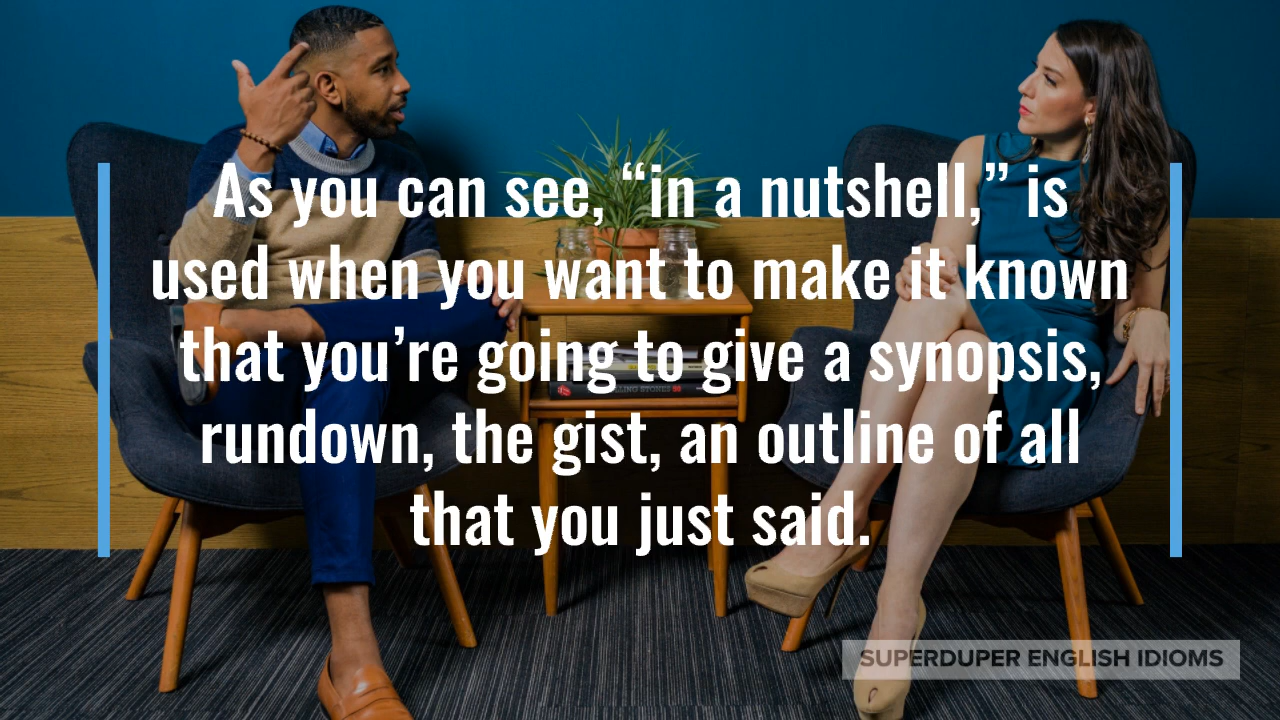 As you can see, “in a nutshell,” is
used when you want to make it known
that you’re going to give a synopsis,
rundown, the gist, an outline of all
that you just said.
SUPERDUPER ENGLISH IDIOMS